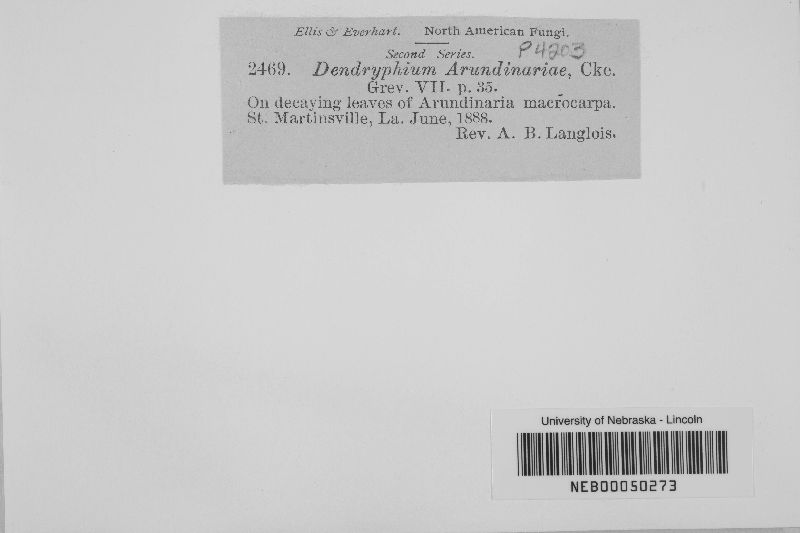 Ellis & Everhart. North American Fungi.
Second Series. P4203
2469. Dendryphium Arundinariae, Cke.
Grev. VII. p. 35.
On decaying leaves of Arundinaria macrocarpa.
St. Martinsville, La. June, 1888.
Rev. A. B. Langlois.
University of Nebraska - Lincoln
NEB00050273